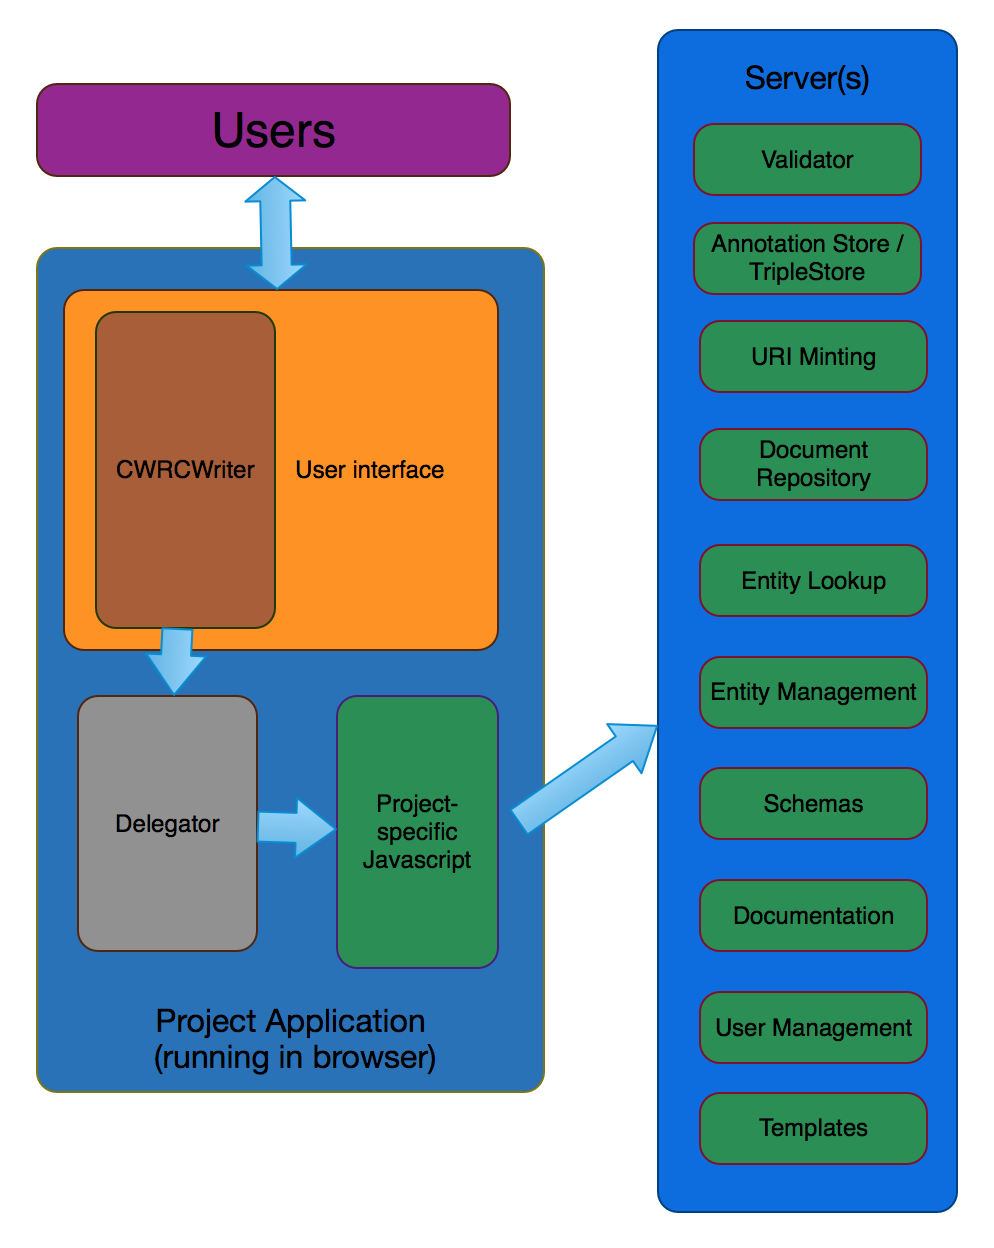 Users
CWRCWriter
User interface
Delegator
Project-
specific
Javascript
Project Application
(running in browser)
Server(s)
Validator
Annotation Store /
TripleStore
URI Minting
Document
Repository
Entity Lookup
Entity Management
Schemas
Documentation
User Management
Templates